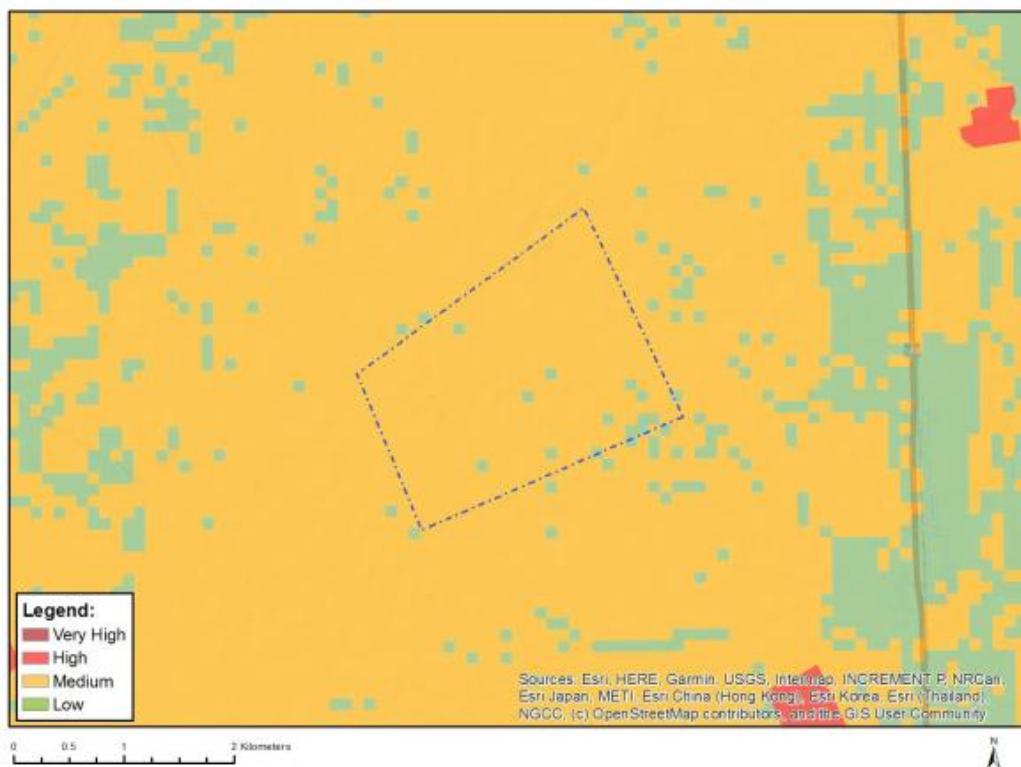 Legend:
Very High
High
Medium
Low
Sources: Esri, HERE, Garmin, USGS, Intermap, INCREMENT P, NRCan,
Esri Japan, METI, Esri China (Hong Kong), Esri Korea, Esri (Thailand),
NGCC, (c) OpenStreetMap contributors, and the GIS User Community
0 0.5 1 2 Kilometers
N